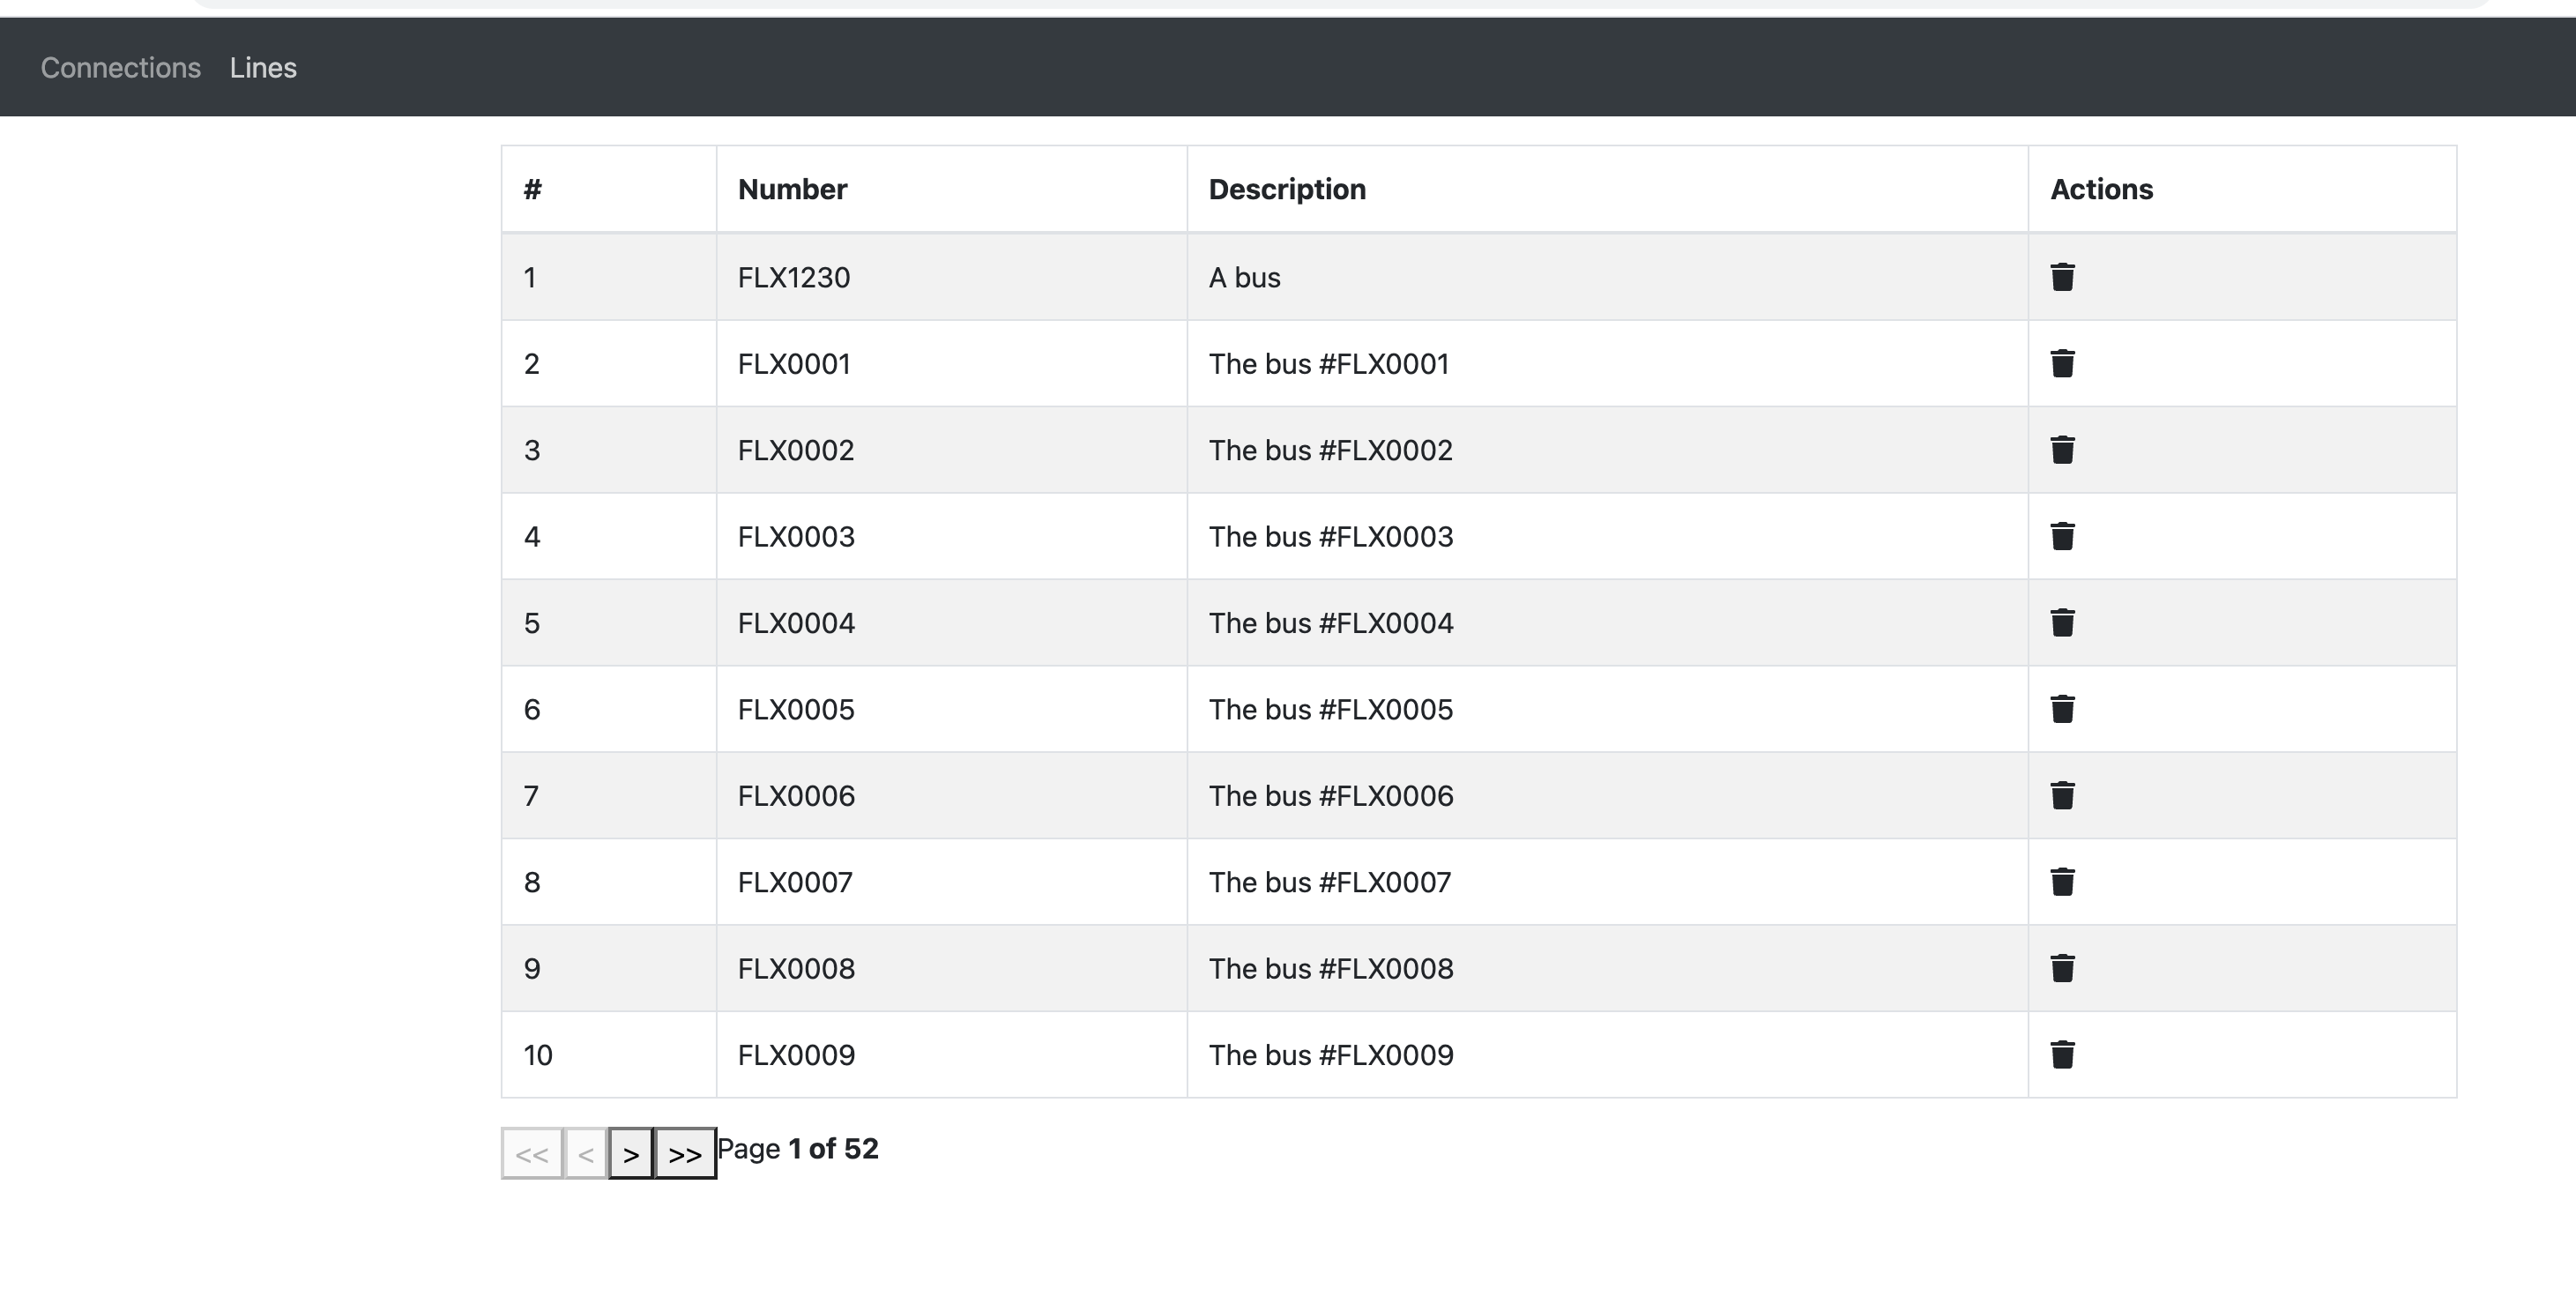 Connections Lines
# Number Description Actions
1 FLX1230 A bus
2 FLX0001 The bus #FLX0001
3 FLX0002 The bus #FLX0002
4 FLX0003 The bus #FLX0003
5 FLX0004 The bus #FLX0004
6 FLX0005 The bus #FLX0005
7 FLX0006 The bus #FLX0006
8 FLX0007 The bus #FLX0007
9 FLX0008 The bus #FLX0008
10 FLX0009 The bus #FLX0009
<< < > >> Page 1 of 52